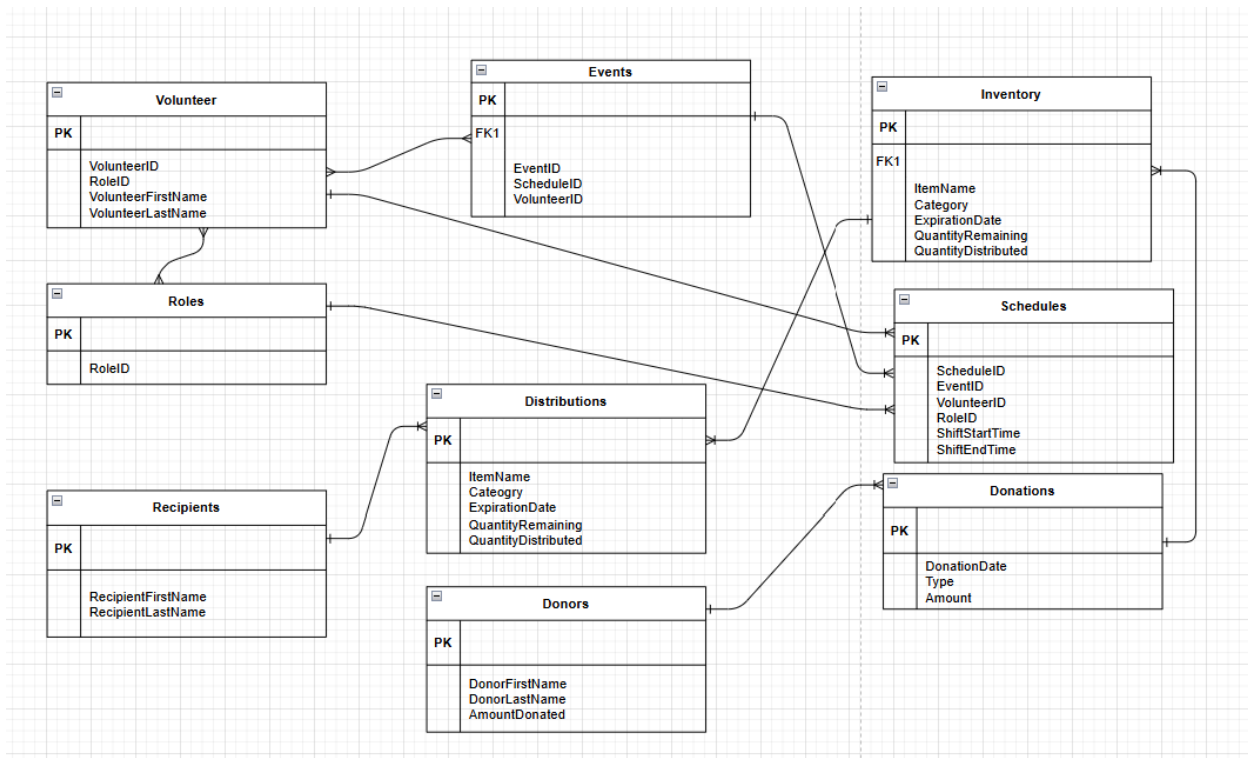 Volunteer
PK
VolunteerID
RoleID
VolunteerFirstName
VolunteerLastName
Events
PK
FK1
EventID
ScheduleID
VolunteerID
Inventory
PK
FK1
ItemName
Category
ExpirationDate
QuantityRemaining
QuantityDistributed
Roles
PK
RoleID
Schedules
PK
ScheduleID
EventID
VolunteerID
RoleID
ShiftStartTime
ShiftEndTime
Distributions
PK
ItemName
Cateogry
ExpirationDate
QuantityRemaining
QuantityDistributed
Recipients
PK
RecipientFirstName
RecipientLastName
Donations
PK
DonationDate
Type
Amount
Donors
PK
DonorFirstName
DonorLastName
AmountDonated